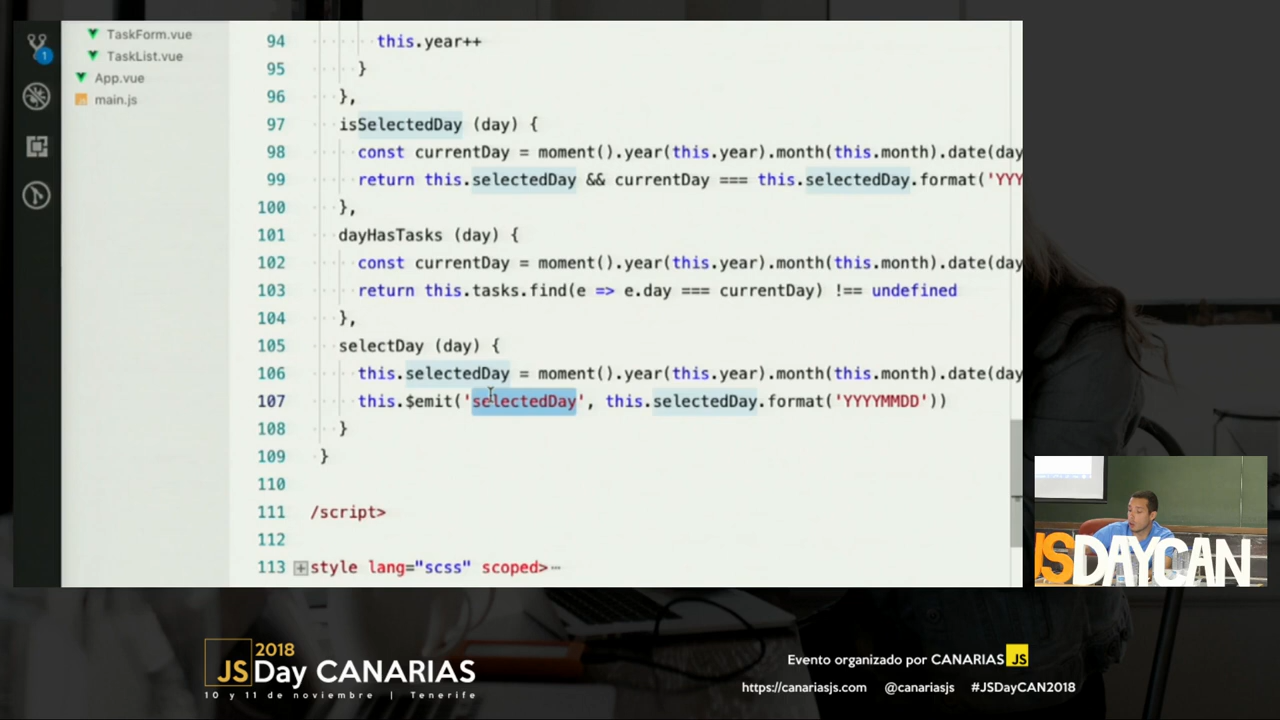 TaskForm.vue
TaskList.vue
App.vue
main.js
1
94 this.year++
95 }
96 },
97 isSelectedDay (day) {
98 const currentDay = moment().year(this.year).month(this.month).date(day
99 return this.selectedDay && currentDay === this.selectedDay.format('YYY
100 },
101 dayHasTasks (day) {
102 const currentDay = moment().year(this.year).month(this.month).date(day
103 return this.tasks.find(e => e.day === currentDay) !== undefined
104 },
105 selectDay (day) {
106 this.selectedDay = moment().year(this.year).month(this.month).date(day
107 this.$emit('selectedDay', this.selectedDay.format('YYYYMMDD'))
108 }
109 }
110
111 /script>
112
113 style lang="scss" scoped>
JSDAYCAN
2018
JSDay CANARIAS
10 y 11 de noviembre | Tenerife
Evento organizado por CANARIAS JS
https://canariasjs.com @canariasjs #JSDayCAN2018